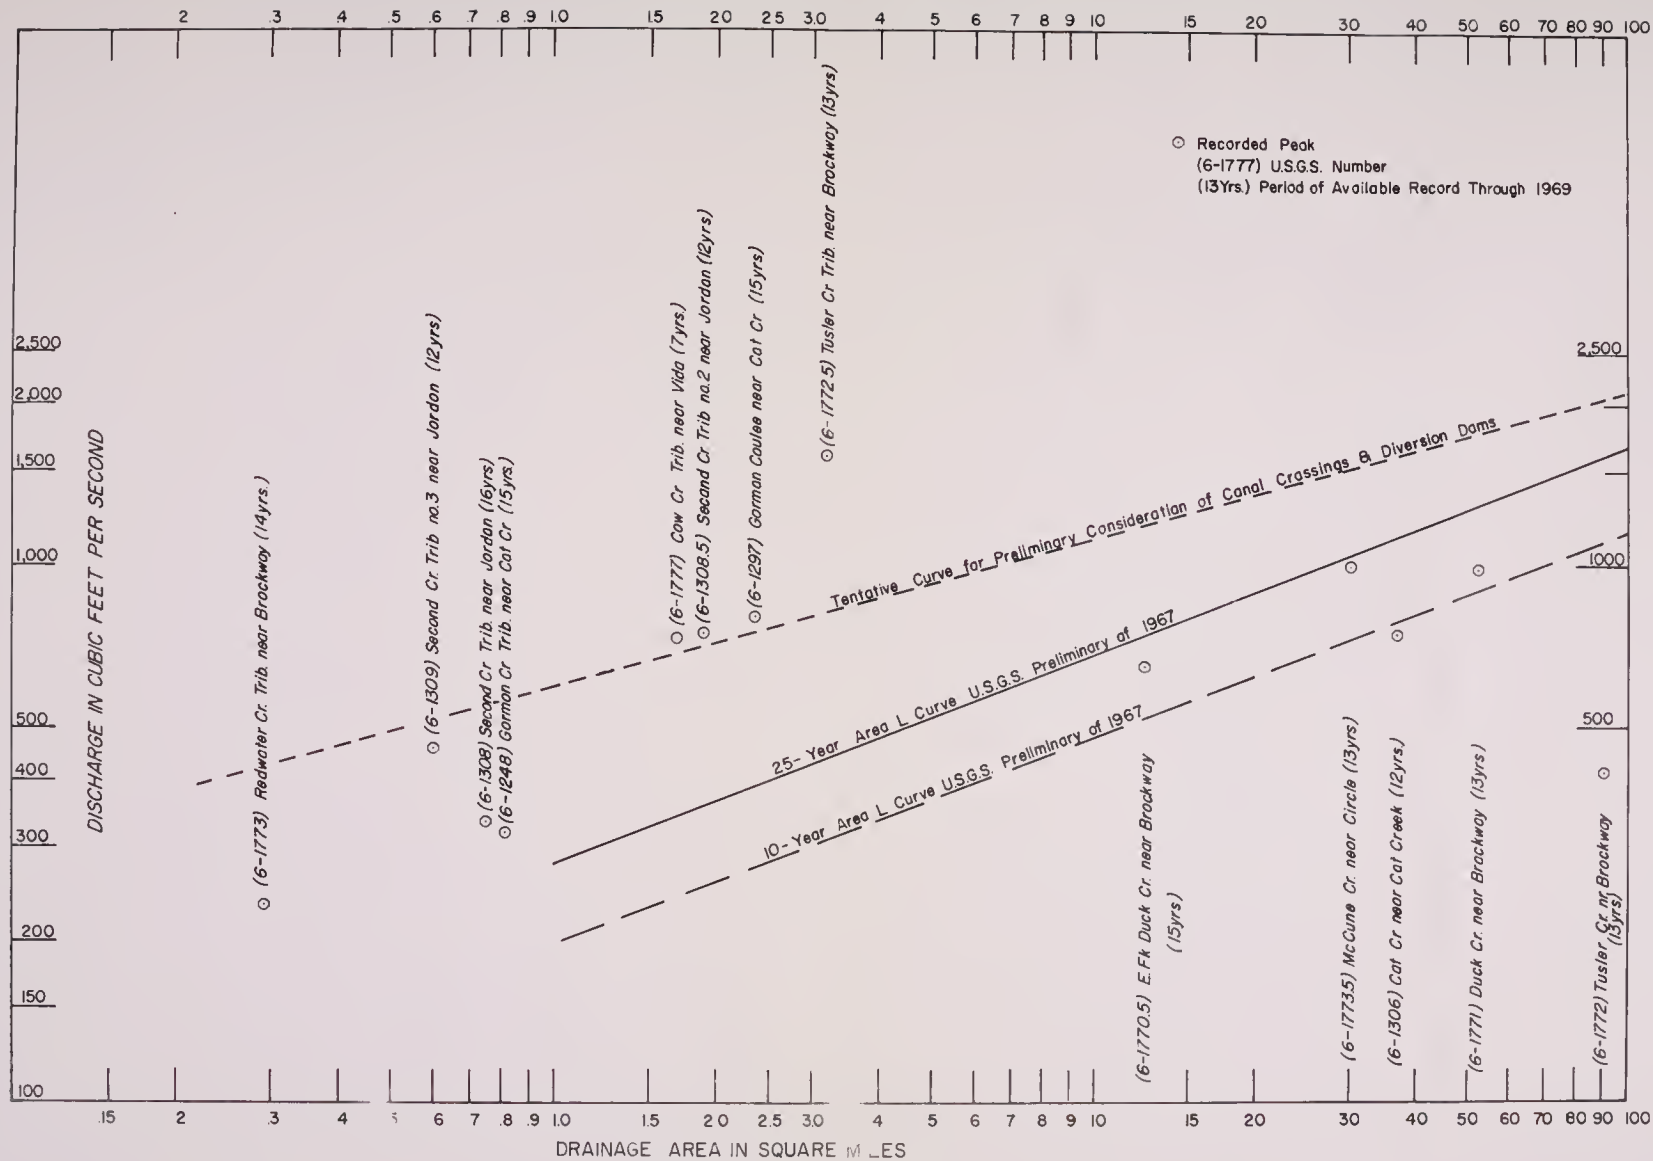 2 .3 .4 .5 .6 .7 .8 .9 1.0 1.5 2.0 2.5 3.0 4 5 6 7 8 9 10 15 20 30 40 50 60 70 80 90 100
Recorded Peak
(6-1777) U.S.G.S. Number
(13Yrs.) Period of Available Record Through 1969
2,500
2,000
1,500
1,000
500
400
300
200
150
100
DISCHARGE IN CUBIC FEET PER SECOND
(6-1773) Redwater Cr. Trib. near Brockway (14yrs.)
(6-1309) Second Cr. Trib no.3 near Jordon (12yrs)
(6-1308) Second Cr Trib. near Jordon (16yrs)
(6-1248) Gorman Cr Trib. near Cat Cr (15yrs.)
(6-1777) Cow Cr Trib. near Vida (7yrs.)
(6-1308.5) Second Cr Trib no.2 near Jordon (12yrs)
(6-1297) Gorman Coulee near Cat Cr (15yrs)
(6-1772.5) Tusler Cr Trib. near Brockway (13yrs)
Tentative Curve for Preliminary Consideration of Canal Crossings & Diversion Dams
25-Year Area L Curve U.S.G.S. Preliminary of 1967
10-Year Area L Curve U.S.G.S. Preliminary of 1967
(6-1770.5) E.Fk Duck Cr. near Brockway
(15yrs)
(6-1773.5) McCune Cr. near Circle (13yrs)
(6-1306) Cat Cr near Cat Creek (12yrs.)
(6-1771) Duck Cr. near Brockway (13yrs)
(6-1772) Tusler Cr. nr. Brockway
(13yrs)
2,500
1000
500
.15 2 .3 4 6 7 .8 .9 1.0 1.5 2.0 2.5 3.0 4 5 6 7 8 9 10 15 20 30 40 50 60 70 80 90 100
DRAINAGE AREA IN SQUARE